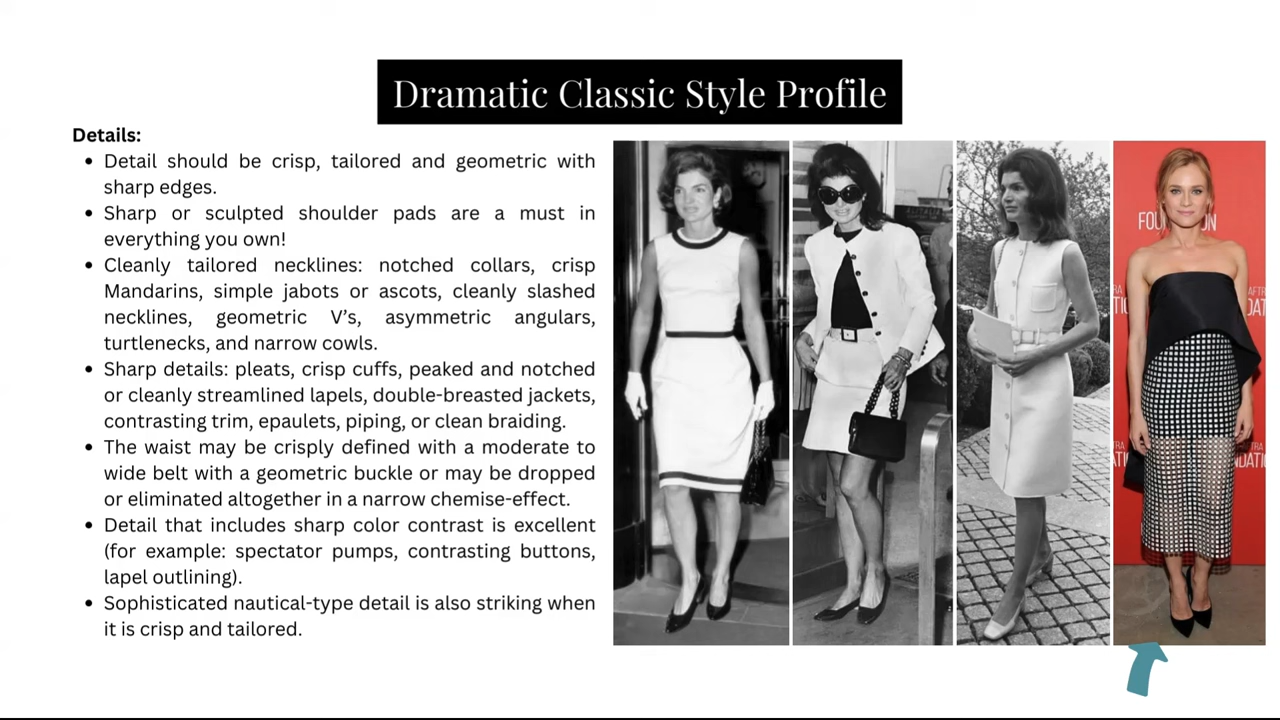 Dramatic Classic Style Profile
Details:
• Detail should be crisp, tailored and geometric with
sharp edges.
• Sharp or sculpted shoulder pads are a must in
everything you own!
• Cleanly tailored necklines: notched collars, crisp
Mandarins, simple jabots or ascots, cleanly slashed
necklines, geometric V’s, asymmetric angulars,
turtlenecks, and narrow cowls.
• Sharp details: pleats, crisp cuffs, peaked and notched
or cleanly streamlined lapels, double-breasted jackets,
contrasting trim, epaulets, piping, or clean braiding.
• The waist may be crisply defined with a moderate to
wide belt with a geometric buckle or may be dropped
or eliminated altogether in a narrow chemise-effect.
• Detail that includes sharp color contrast is excellent
(for example: spectator pumps, contrasting buttons,
lapel outlining).
• Sophisticated nautical-type detail is also striking when
it is crisp and tailored.